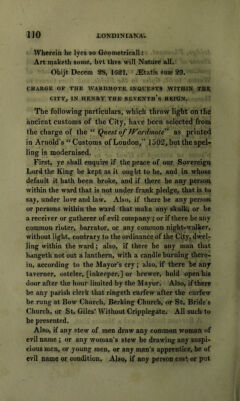 110 LONDINIANA.
Wherein he lyes so Geometricall:
Art maketh some, bvt thvs will Natvre all.
Obijt Decem 28, 1621. Ætatis svæ 29.
CHARGE OF THE WARDMOTE INQUESTS WITHIN THE
CITY, IN HENRY THE SEVENTH'S REIGN.
The following particulars, which throw light on the
ancient customs of the City, have been selected from
the charge of the “ Quest of Wardmote” as printed
in Arnold's “ Customs of London,” 1502, but the spel-
ling is modernised.
First, ye shall enquire if the peace of our Sovereign
Lord the King be kept as it ought to be, and in whose
default it hath been broke, and if there be any person
within the ward that is not under frank pledge, that is to
say, under love and law. Also, if there be any person
or persons within the ward that make any skulk; or be
a receiver or gatherer of evil company; or if there be any
common rioter, barrator, or any common night-walker,
without light, contrary to the ordinance of the City, dwel-
ling within the ward; also, if there be any man that
hangeth not out a lanthern, with a candle burning there-
in, according to the Mayor's cry; also, if there be any
taverner, osteler, [inkeeper,] or brewer, hold open his
door after the hour limited by the Mayor. Also, if there
be any parish clerk that ringeth curfew after the curfew
be rung at Bow Church, Berking Church, or St. Bride's
Church, or St. Giles' Without Cripplegate. All such to
be presented.
Also, if any stew of men draw any common woman of
evil name; or any woman's stew be drawing any suspi-
cious men, or young men, or any men's apprentice, be of
evil name or condition. Also, if any person cast or put